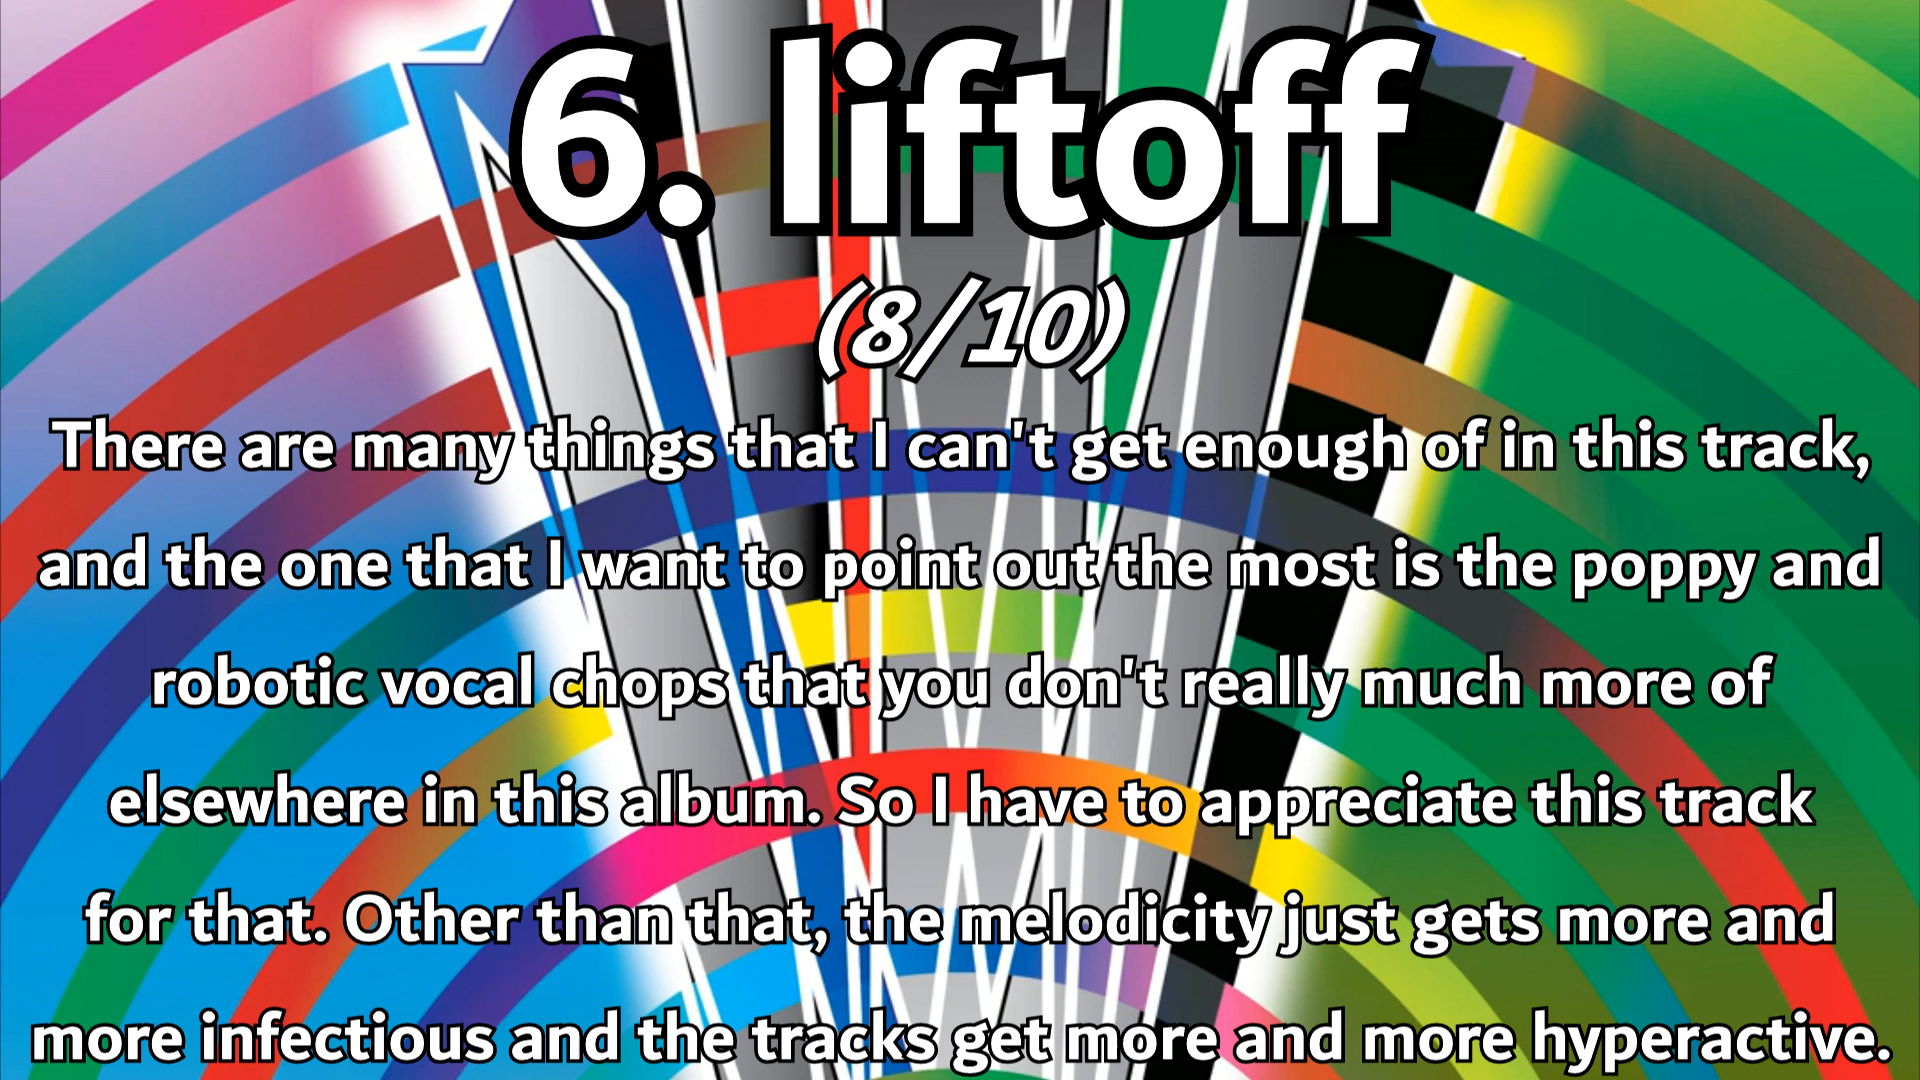 6. liftoff
(8/10)
There are many things that I can't get enough of in this track,
and the one that I want to point out the most is the poppy and
robotic vocal chops that you don't really much more of
elsewhere in this album. So I have to appreciate this track
for that. Other than that, the melodicity just gets more and
more infectious and the tracks get more and more hyperactive.